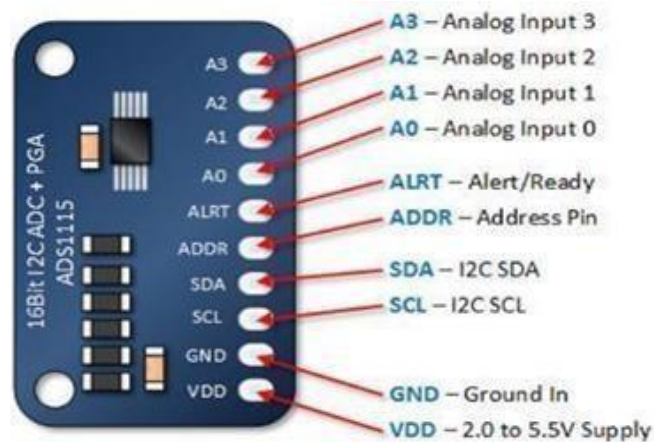 A3 A3 – Analog Input 3
A2 A2 – Analog Input 2
A1 A1 – Analog Input 1
A0 A0 – Analog Input 0
ALRT ALRT – Alert/Ready
ADDR ADDR – Address Pin
SDA SDA – I2C SDA
SCL SCL – I2C SCL
GND GND – Ground In
VDD VDD – 2.0 to 5.5V Supply
16Bit I2C ADC + PGA
ADS1115